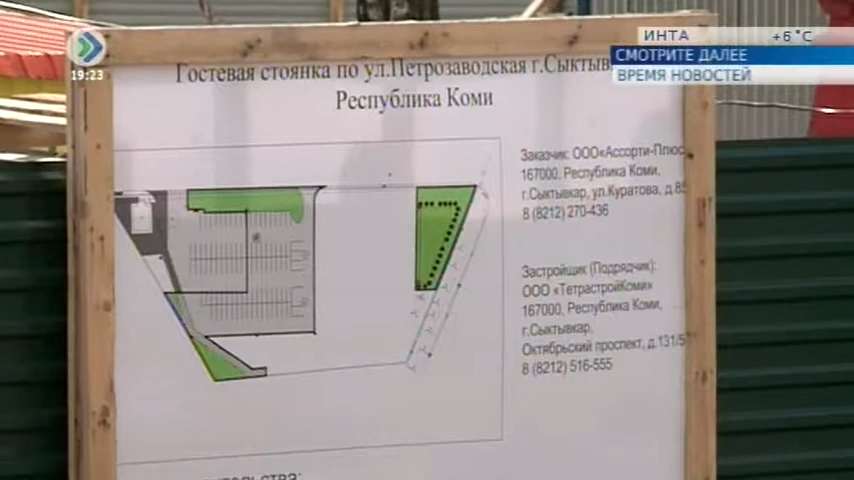 19:23
ИНТА +6°C
СМОТРИТЕ ДАЛЕЕ
ВРЕМЯ НОВОСТЕЙ
Гостевая стоянка по ул.Петрозаводская г.Сыктыв
Республика Коми
Заказчик: ООО«Ассорти-Плюс
167000, Республика Коми,
г.Сыктывкар, ул.Куратова, д.85
8 (8212) 270-436
Застройщик (Подрядчик):
ООО «ТетрастройКоми»
167000, Республика Коми,
г.Сыктывкар,
Октябрьский проспект, д.131/5
8 (8212) 516-555